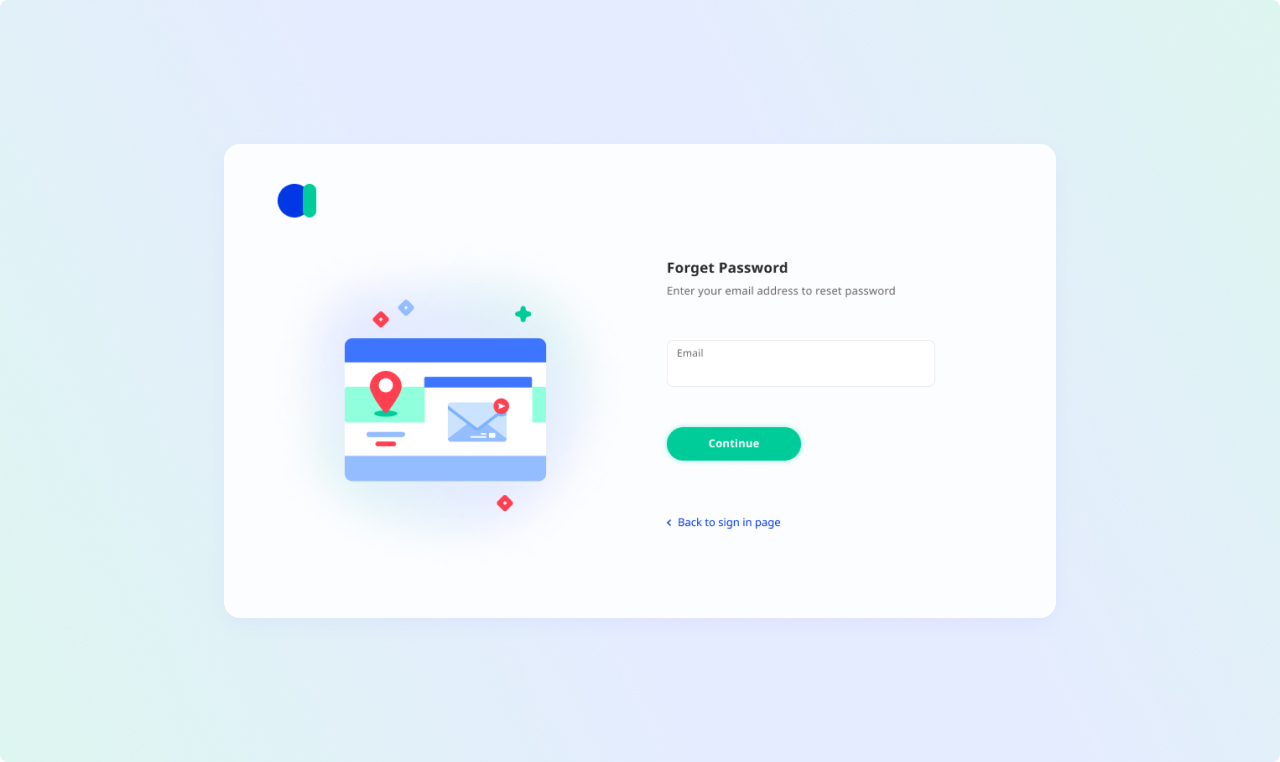 Forget Password
Enter your email address to reset password
Email
Continue
Back to sign in page